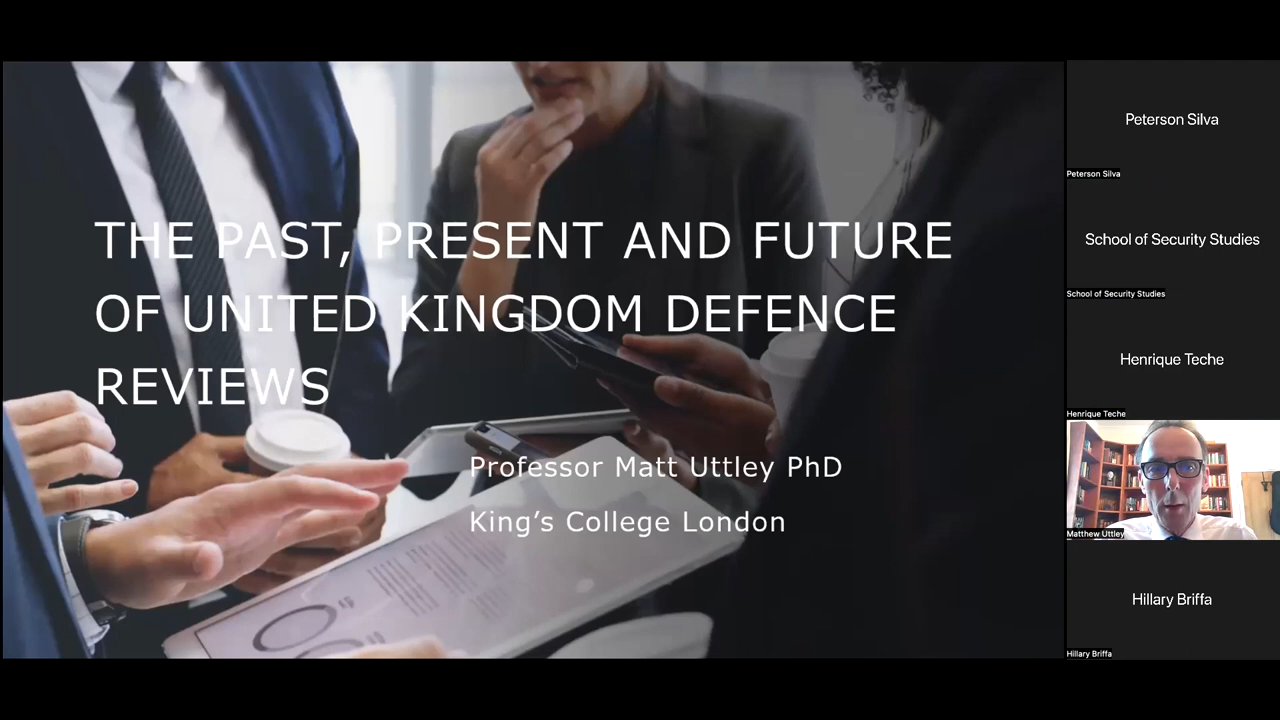 THE PAST, PRESENT AND FUTURE
OF UNITED KINGDOM DEFENCE
REVIEWS
Professor Matt Uttley PhD
King's College London
Peterson Silva
Peterson Silva
School of Security Studies
School of Security Studies
Henrique Teche
Henrique Teche
Matthew Uttley
Hillary Briffa
Hillary Briffa